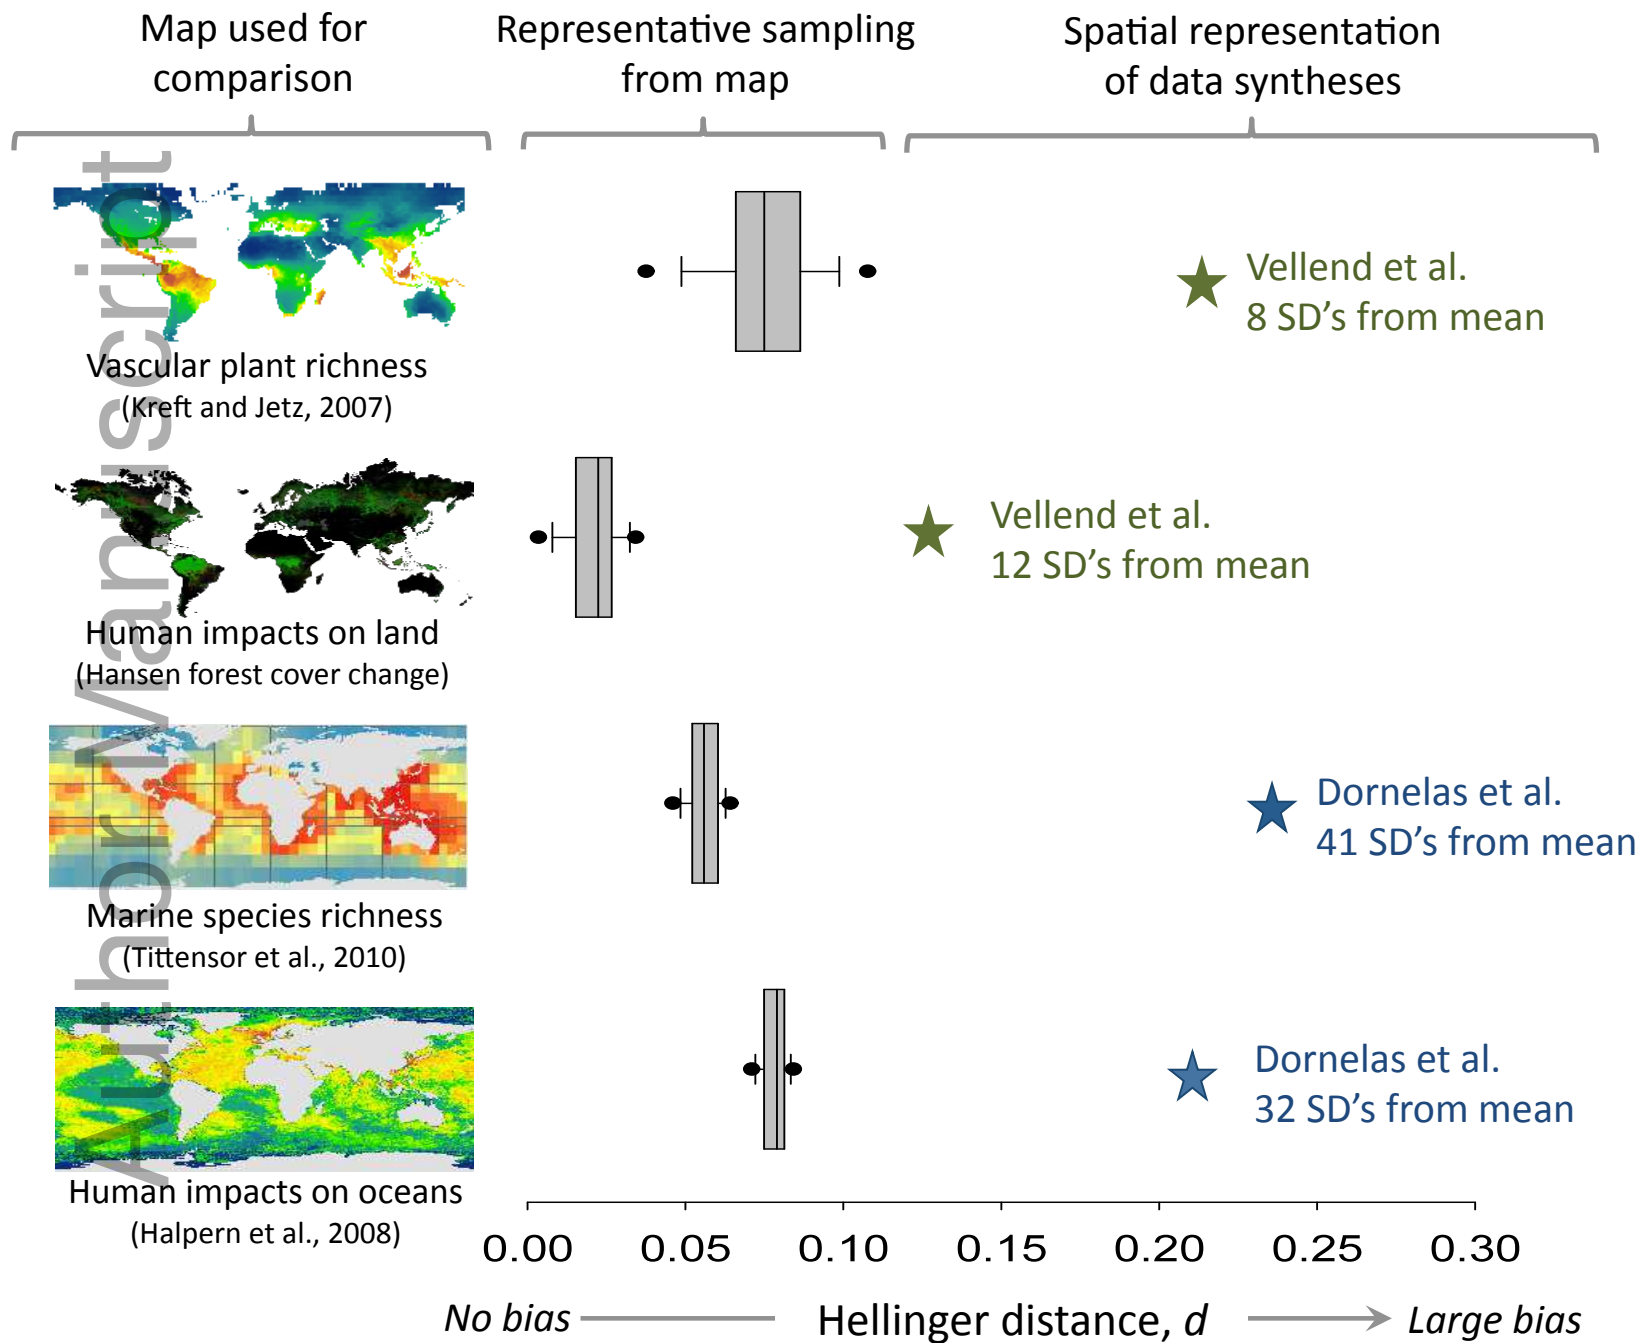 Map used for
comparison
Representative sampling
from map
Spatial representation
of data syntheses
Author Manuscript
Vascular plant richness
(Kreft and Jetz, 2007)
Vellend et al.
8 SD’s from mean
Human impacts on land
(Hansen forest cover change)
Vellend et al.
12 SD’s from mean
Marine species richness
(Tittensor et al., 2010)
Dornelas et al.
41 SD’s from mean
Human impacts on oceans
(Halpern et al., 2008)
Dornelas et al.
32 SD’s from mean
0.00 0.05 0.10 0.15 0.20 0.25 0.30
No bias Hellinger distance, d Large bias